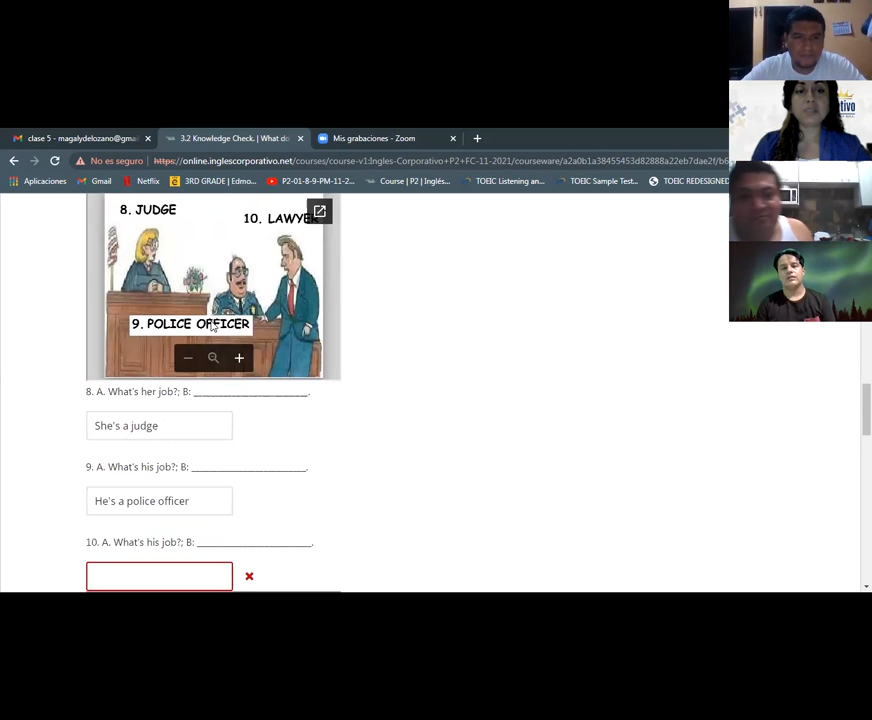 clase 5 - magalydelozano@gma
3.2 Knowledge Check. | What do
Mis grabaciones - Zoom
No es seguro
https://online.inglescorporativo.net/courses/course-v1:Ingles-Corporativo+P2+FC-11-2021/courseware/a2a0b1a38455453d82888a22eb7dae2f/b6
Aplicaciones
Gmail
Netflix
3RD GRADE | Edmo...
P2-01-8-9-PM-11-2...
Course | P2 | Inglés...
TOEIC Listening an...
TOEIC Sample Test...
TOEIC REDESIGNED
8. JUDGE
10. LAWYER
9. POLICE OFFICER
8. A. What's her job?; B: ________________________.
She's a judge
9. A. What's his job?; B: ________________________.
He's a police officer
10. A. What's his job?; B: ________________________.